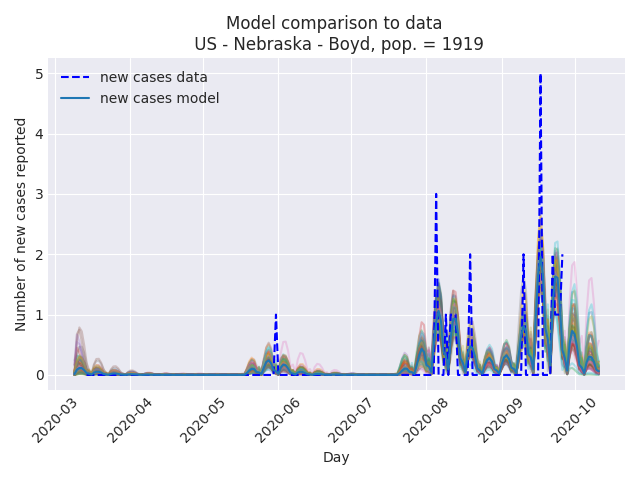 Model comparison to data
US - Nebraska - Boyd, pop. = 1919
new cases data
new cases model
Number of new cases reported
5
4
3
2
1
0
2020-03
2020-04
2020-05
2020-06
2020-07
2020-08
2020-09
2020-10
Day